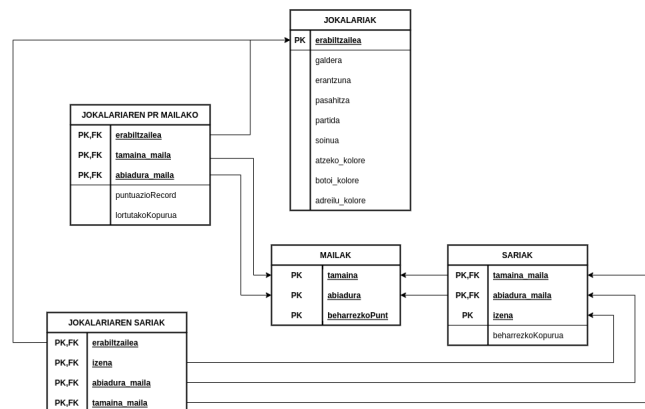 JOKALARIAK
PK erabiltzailea
galdera
erantzuna
pasahitza
partida
soinua
atzeko_kolore
botoi_kolore
adreilu_kolore
JOKALARIAREN PR MAILAKO
PK,FK erabiltzailea
PK,FK tamaina_maila
PK,FK abiadura_maila
puntuazioRecord
lortutakoKopurua
MAILAK
PK tamaina
PK abiadura
PK beharrezkoPunt
SARIAK
PK,FK tamaina_maila
PK,FK abiadura_maila
PK izena
beharrezkoKopurua
JOKALARIAREN SARIAK
PK,FK erabiltzailea
PK,FK izena
PK,FK abiadura_maila
PK,FK tamaina_maila